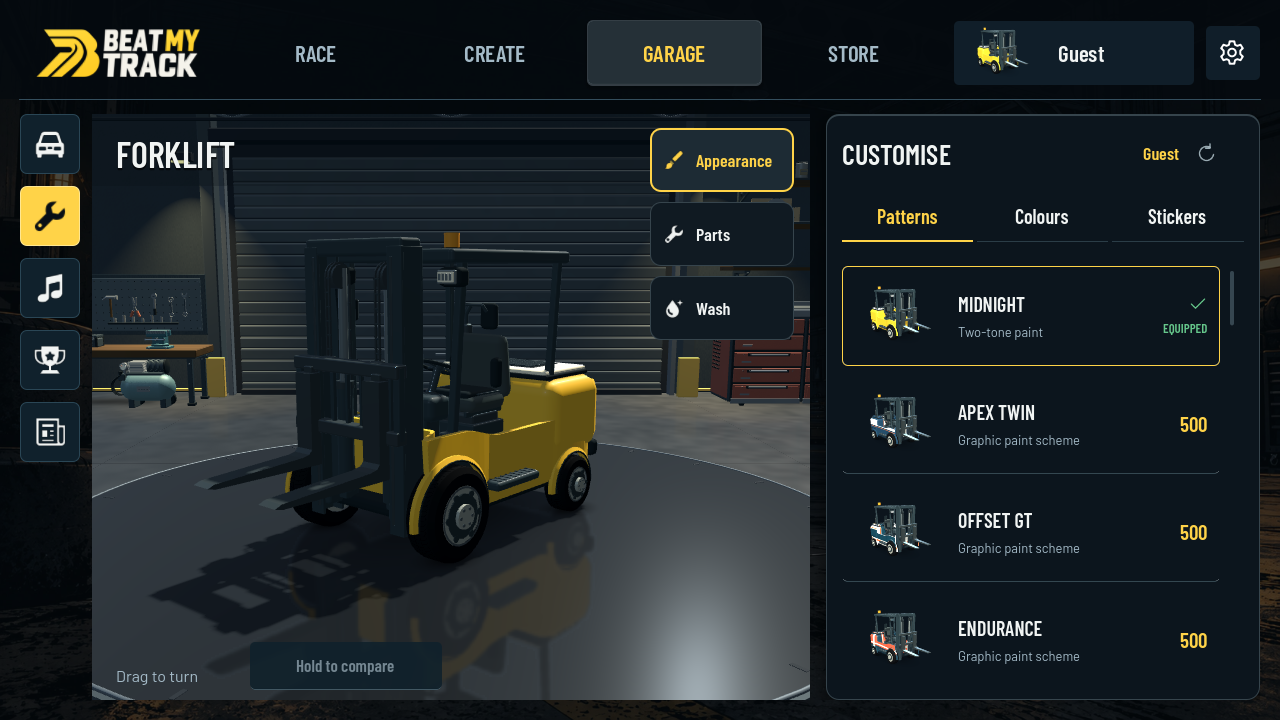 BEAT MY
TRACK
RACE
CREATE
GARAGE
STORE
Guest
FORKLIFT
Appearance
Parts
Wash
Drag to turn
Hold to compare
CUSTOMISE
Guest
Patterns
Colours
Stickers
MIDNIGHT
Two-tone paint
EQUIPPED
APEX TWIN
Graphic paint scheme
500
OFFSET GT
Graphic paint scheme
500
ENDURANCE
Graphic paint scheme
500